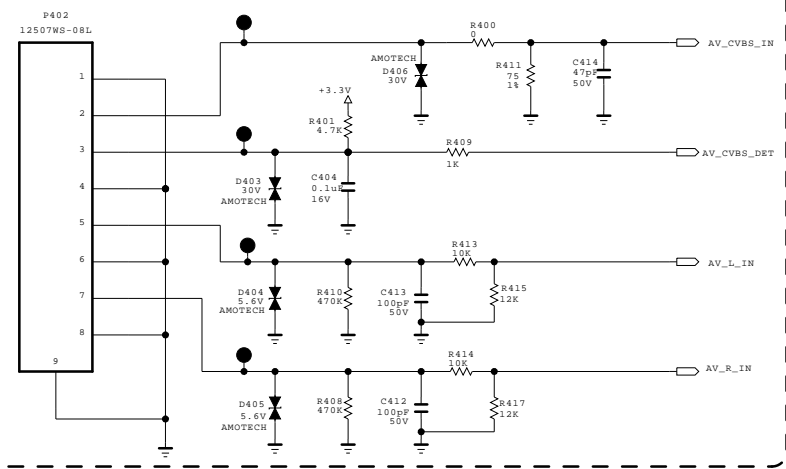 P402
12507WS-08L
1
2
3
4
5
6
7
8
9
AMOTECH
D406
30V
R400
0
R411
75
1%
C414
47pF
50V
AV_CVBS_IN
+3.3V
R401
4.7K
D403
30V
AMOTECH
C404
0.1uF
16V
R409
1K
AV_CVBS_DET
D404
5.6V
AMOTECH
R410
470K
C413
100pF
50V
R413
10K
R415
12K
AV_L_IN
D405
5.6V
AMOTECH
R408
470K
C412
100pF
50V
R414
10K
R417
12K
AV_R_IN